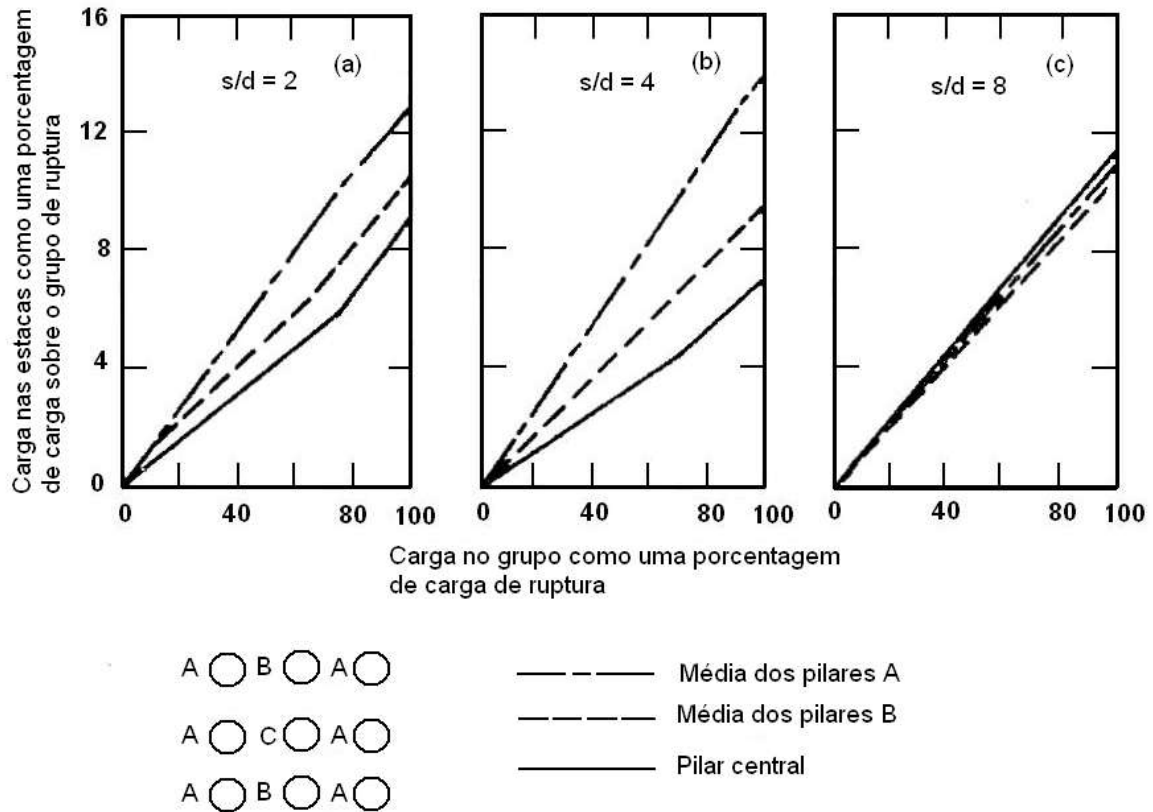 Carga nas estacas como uma porcentagem
de carga sobre o grupo de ruptura
16
12
8
4
0
(a)
s/d = 2
0 40 80 100
(b)
s/d = 4
0 40 80 100
(c)
s/d = 8
0 40 80 100
Carga no grupo como uma porcentagem
de carga de ruptura
A B A
A C A
A B A
Média dos pilares A
Média dos pilares B
Pilar central